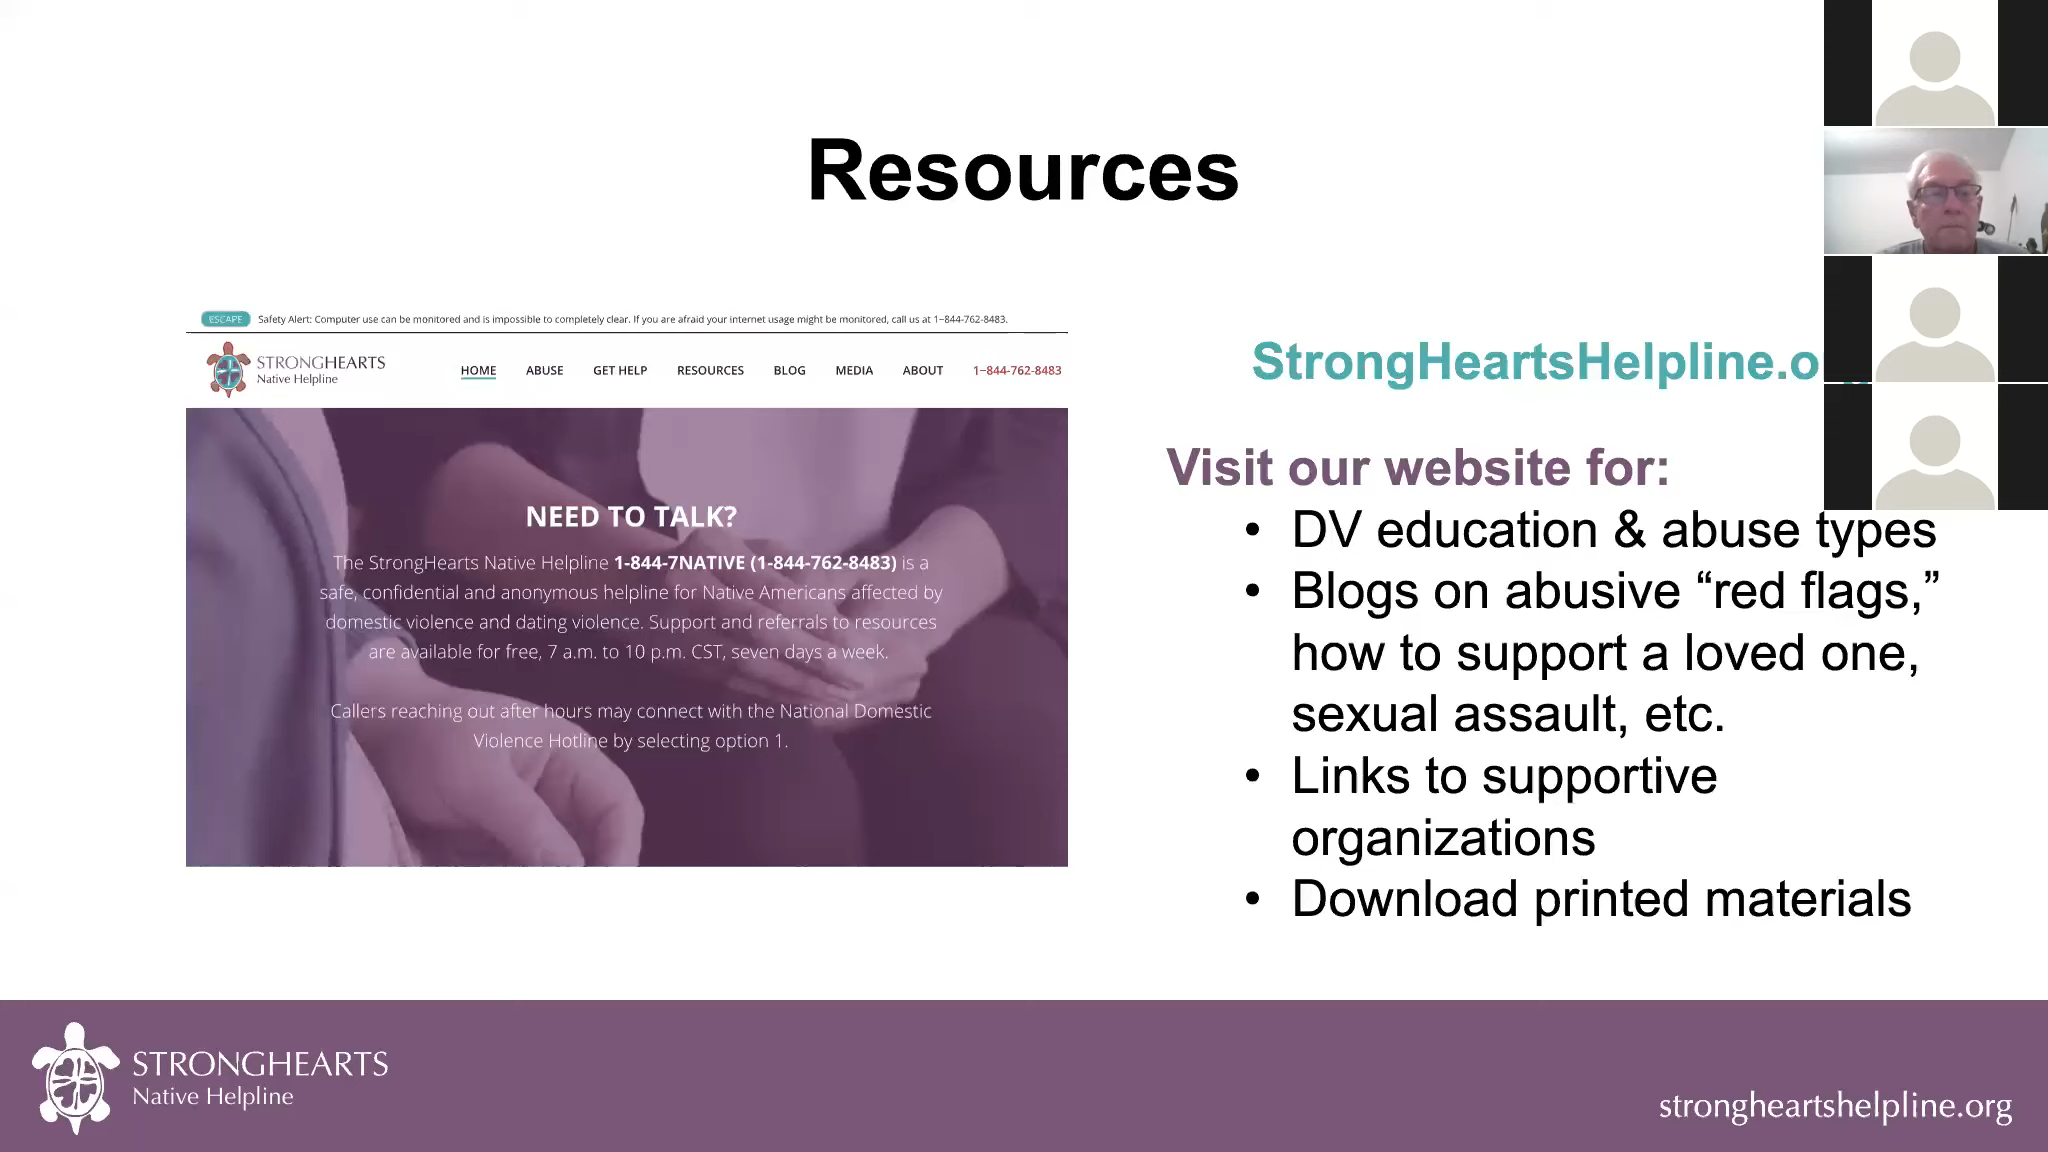 Resources
ESCAPE Safety Alert: Computer use can be monitored and is impossible to completely clear. If you are afraid your internet usage might be monitored, call us at 1-844-762-8483.
STRONGHEARTS
Native Helpline
HOME ABUSE GET HELP RESOURCES BLOG MEDIA ABOUT 1-844-762-8483
NEED TO TALK?
The StrongHearts Native Helpline 1-844-7NATIVE (1-844-762-8483) is a
safe, confidential and anonymous helpline for Native Americans affected by
domestic violence and dating violence. Support and referrals to resources
are available for free, 7 a.m. to 10 p.m. CST, seven days a week.
Callers reaching out after hours may connect with the National Domestic
Violence Hotline by selecting option 1.
StrongHeartsHelpline.o
Visit our website for:
• DV education & abuse types
• Blogs on abusive “red flags,”
how to support a loved one,
sexual assault, etc.
• Links to supportive
organizations
• Download printed materials
STRONGHEARTS
Native Helpline
strongheartshelpline.org